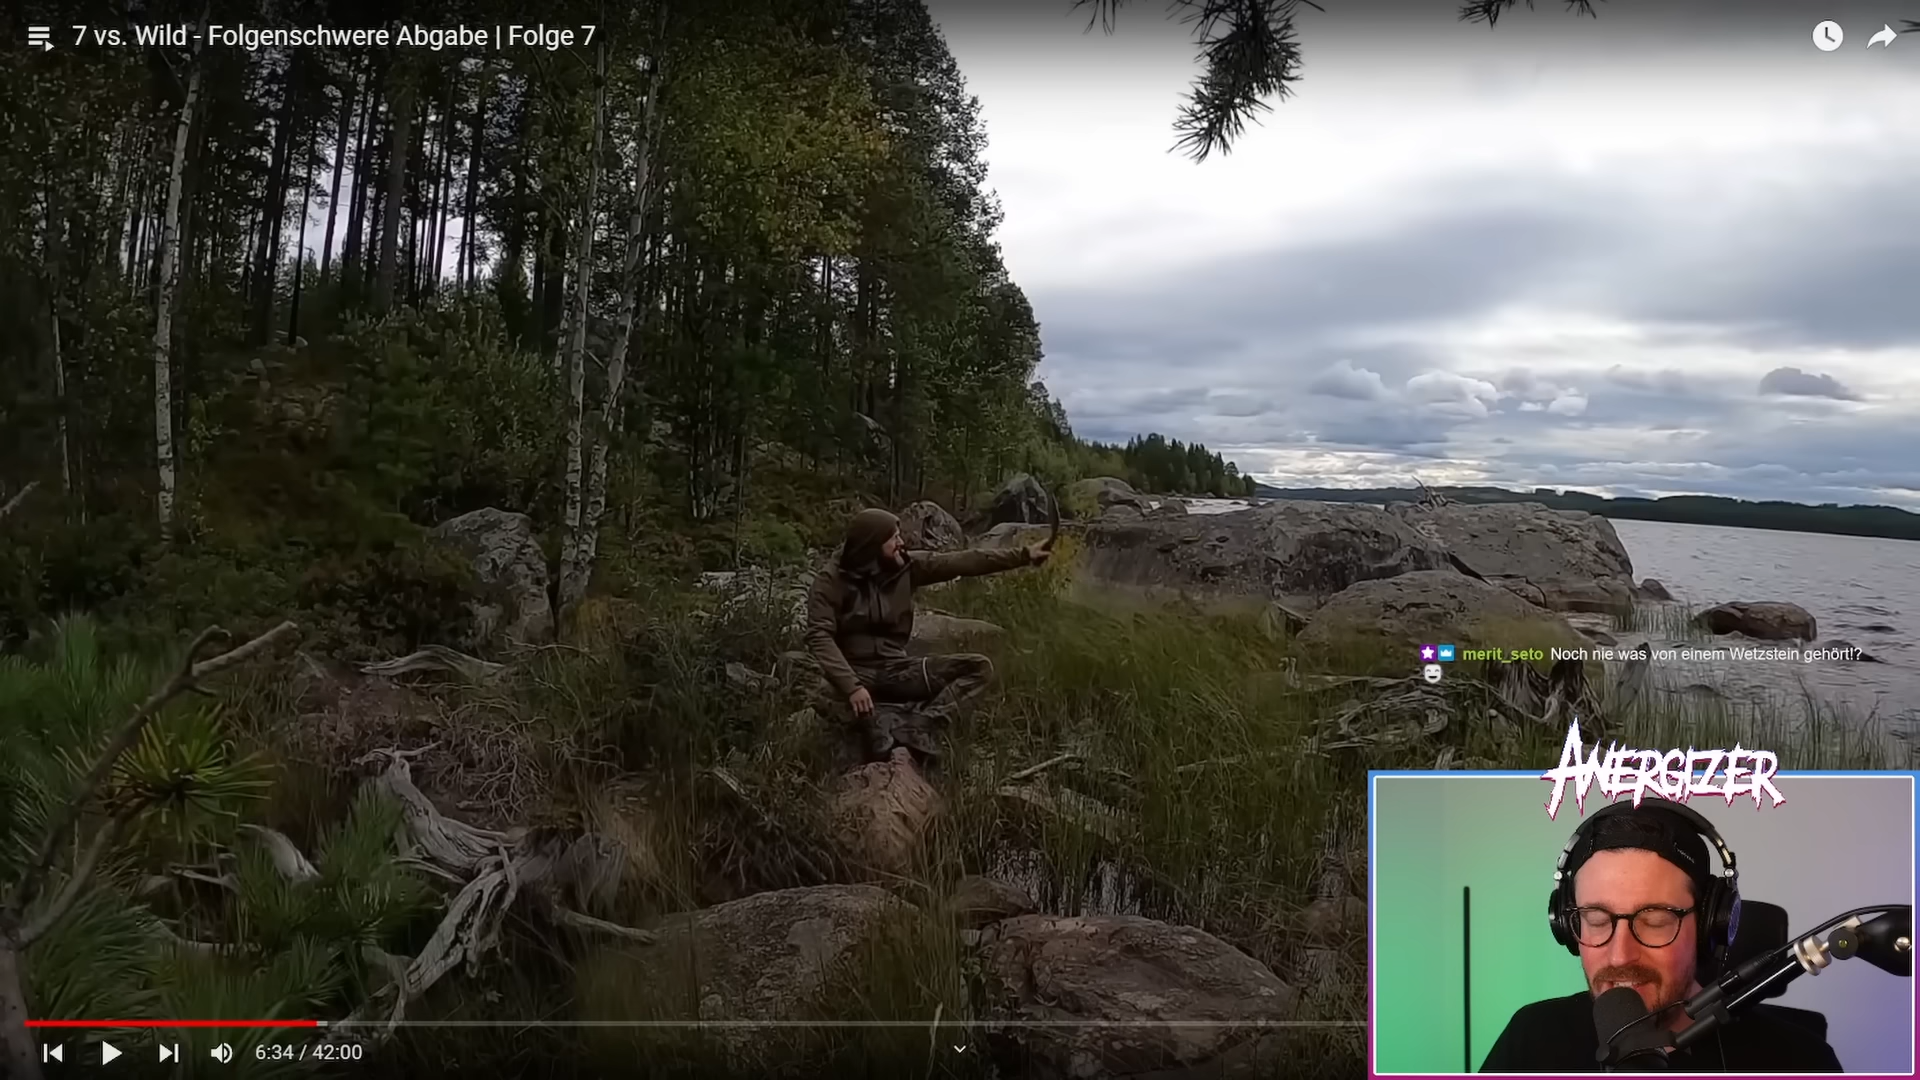 7 vs. Wild - Folgenschwere Abgabe | Folge 7
merit_seto Noch nie was von einem Wetzstein gehört!?
ANERGIZER
6:34 / 42:00